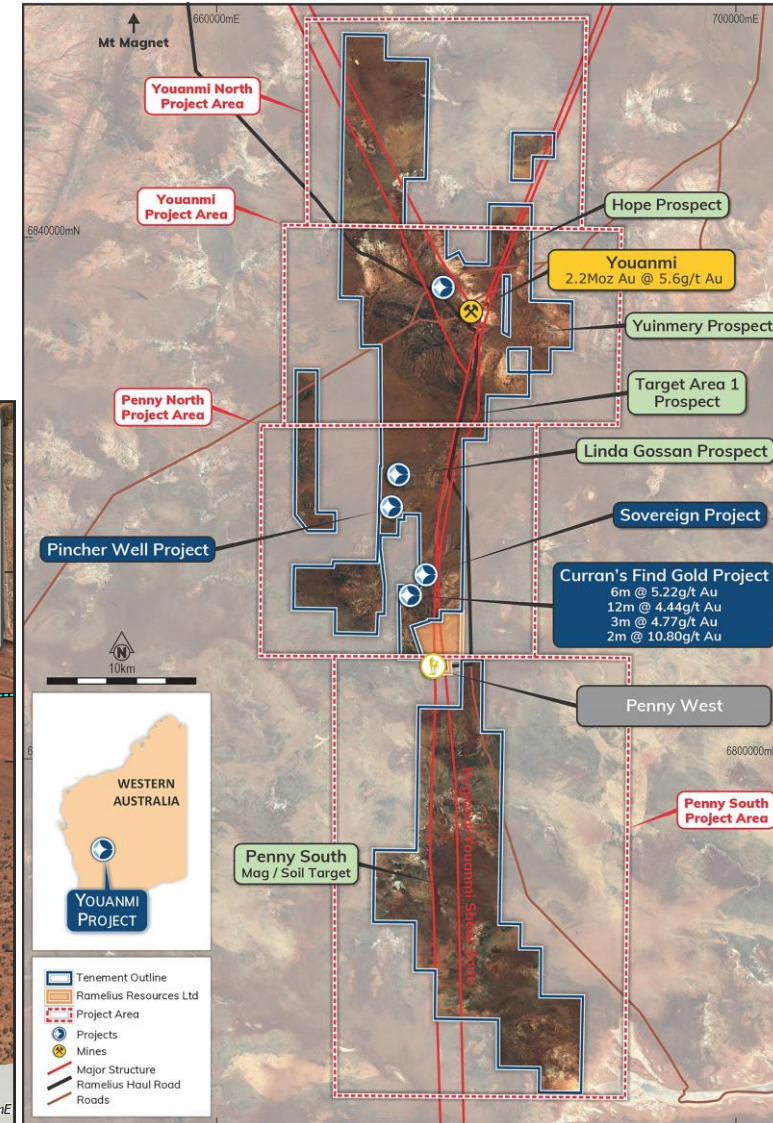 660000mE
700000mE
Mt Magnet
Youanmi North
Project Area
Youanmi
Project Area
6840000mN
Hope Prospect
Youanmi
2.2Moz Au @ 5.6g/t Au
Yuinmery Prospect
Target Area 1
Prospect
Penny North
Project Area
Linda Gossan Prospect
Sovereign Project
Pincher Well Project
Curran's Find Gold Project
6m @ 5.22g/t Au
12m @ 4.44g/t Au
3m @ 4.77g/t Au
2m @ 10.80g/t Au
N
10km
Penny West
WESTERN
AUSTRALIA
YOUANMI
PROJECT
6800000m
Penny South
Project Area
Penny South
Mag / Soil Target
Youanmi
Tenement Outline
Ramelius Resources Ltd
Project Area
Projects
Mines
Major Structure
Ramelius Haul Road
Roads
mE